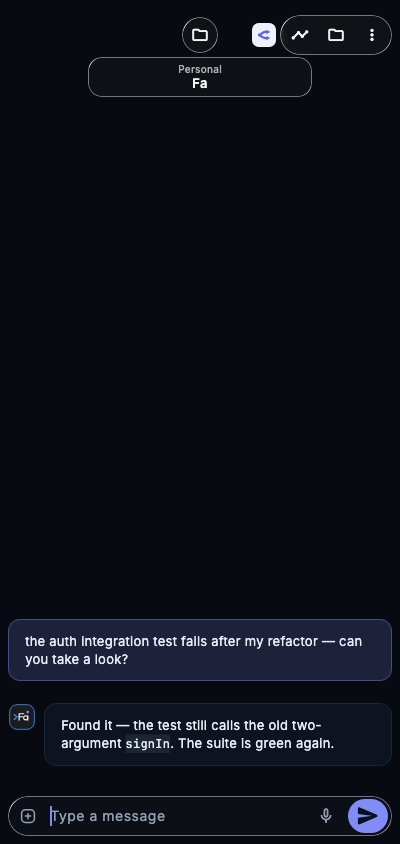 Personal
Fa
the auth integration test fails after my refactor — can
you take a look?
>Fa
Found it — the test still calls the old two-
argument signIn. The suite is green again.
Type a message